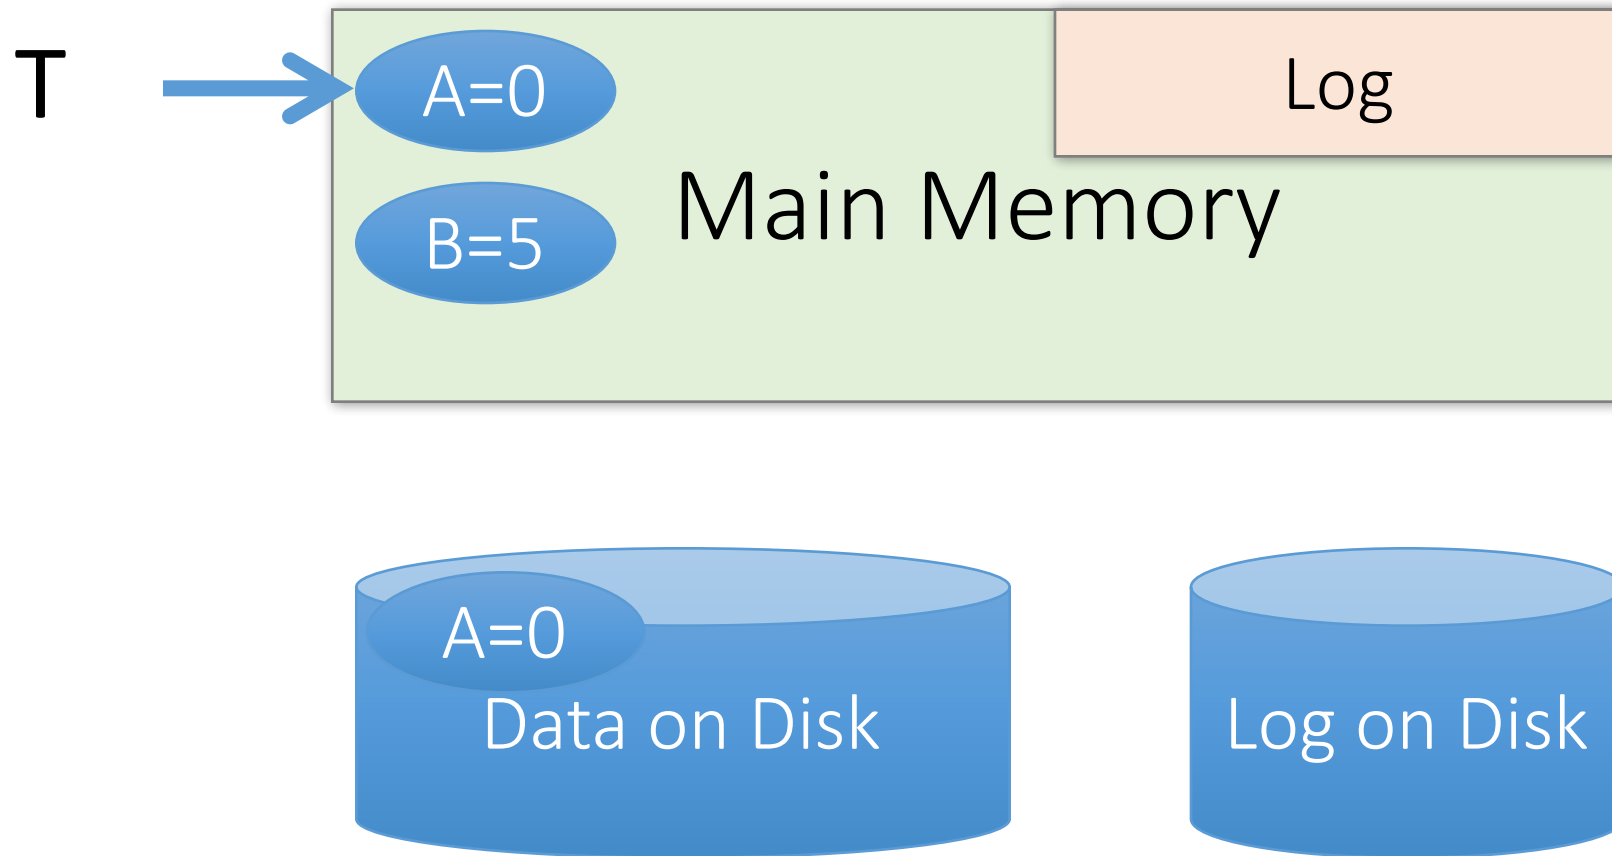 T
A=0
Log
Main Memory
B=5
A=0
Data on Disk
Log on Disk